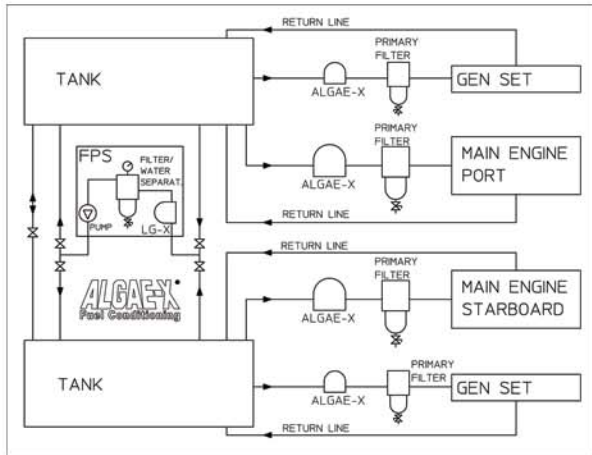 RETURN LINE
TANK
PRIMARY
FILTER
ALGAE-X
GEN SET
FPS
FILTER/
WATER
SEPARAT.
PUMP
LG-X
PRIMARY
FILTER
ALGAE-X
MAIN ENGINE
PORT
RETURN LINE
ALGAE-X
Fuel Conditioning
RETURN LINE
PRIMARY
FILTER
ALGAE-X
MAIN ENGINE
STARBOARD
TANK
PRIMARY
FILTER
ALGAE-X
GEN SET
RETURN LINE